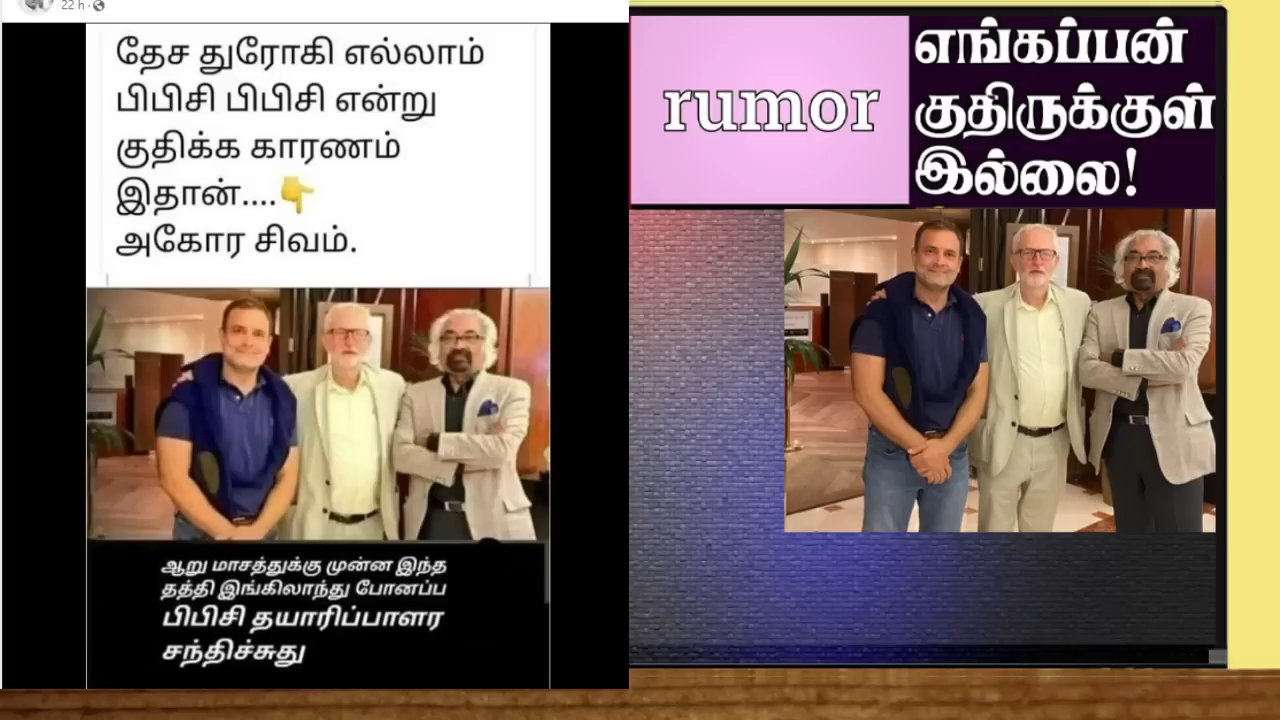 22 h
தேச துரோகி எல்லாம்
பிபிசி பிபிசி என்று
குதிக்க காரணம்
இதான்....👇
அகோர சிவம்.
ஆறு மாசத்துக்கு முன்ன இந்த
தத்தி இங்கிலாந்து போனப்ப
பிபிசி தயாரிப்பாளர
சந்திச்சுது
rumor
எங்கப்பன்
குதிருக்குள்
இல்லை!